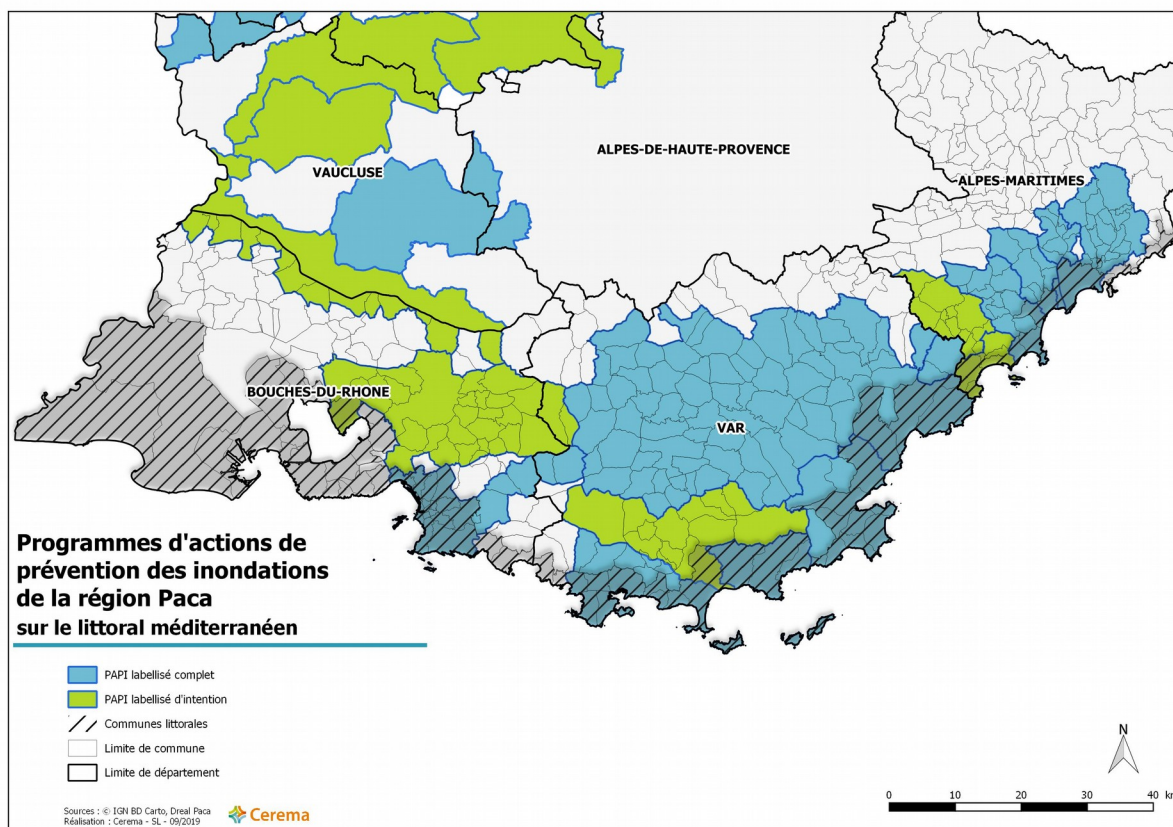 ALPES-DE-HAUTE-PROVENCE
VAUCLUSE
ALPES-MARITIMES
BOUCHES-DU-RHONE
VAR
Programmes d'actions de
prévention des inondations
de la région Paca
sur le littoral méditerranéen
PAPI labellisé complet
PAPI labellisé d'intention
Communes littorales
Limite de commune
Limite de département
Sources : © IGN BD Carto, Dreal Paca
Réalisation : Cerema - SL - 09/2019
Cerema
N
0 10 20 30 40 km